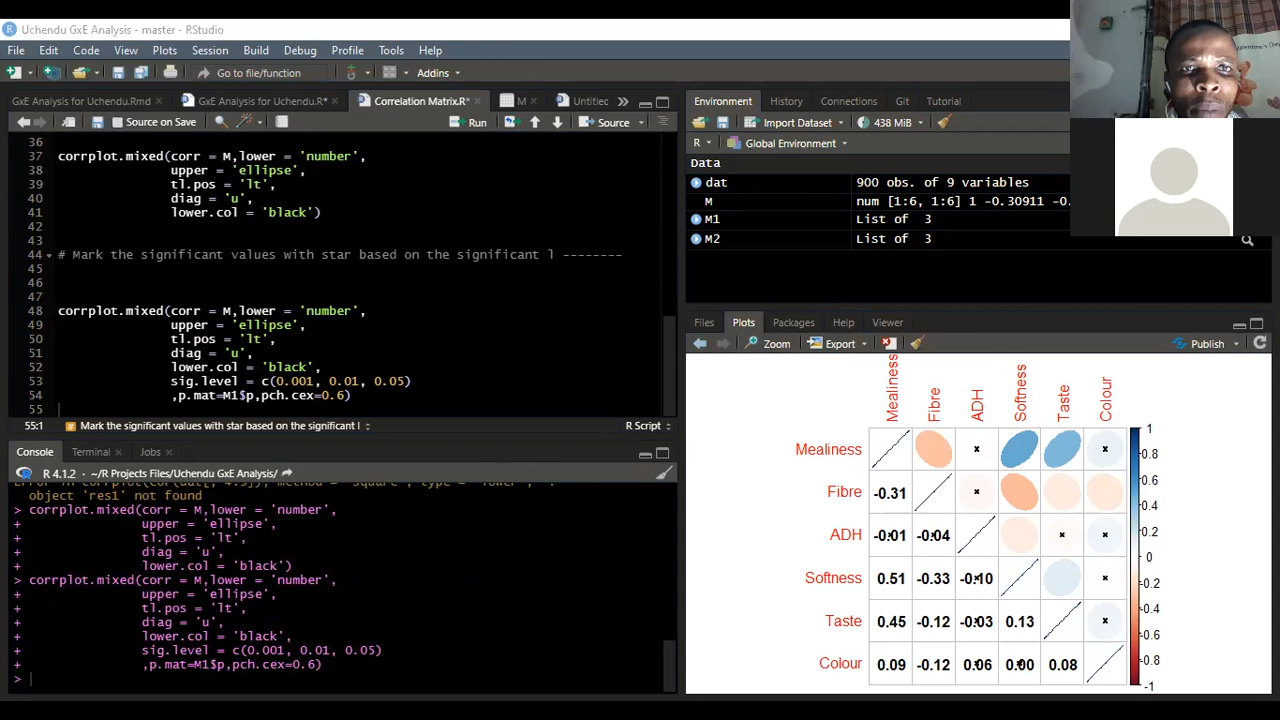 Uchendu GxE Analysis - master - RStudio
File Edit Code View Plots Session Build Debug Profile Tools Help
Go to file/function Addins
GxE Analysis for Uchendu.Rmd × GxE Analysis for Uchendu.R* × Correlation Matrix.R* × M × Untitlec »
Source on Save Run Source
36
37 corrplot.mixed(corr = M,lower = 'number',
38 upper = 'ellipse',
39 tl.pos = 'lt',
40 diag = 'u',
41 lower.col = 'black')
42
43
44 # Mark the significant values with star based on the significant l --------
45
46
47
48 corrplot.mixed(corr = M,lower = 'number',
49 upper = 'ellipse',
50 tl.pos = 'lt',
51 diag = 'u',
52 lower.col = 'black',
53 sig.level = c(0.001, 0.01, 0.05)
54 ,p.mat=M1$p,pch.cex=0.6)
55
55:1 # Mark the significant values with star based on the significant l R Script
Console Terminal × Jobs ×
R 4.1.2 · ~/R Projects Files/Uchendu GxE Analysis/
object 'res1' not found
> corrplot.mixed(corr = M,lower = 'number',
+ upper = 'ellipse',
+ tl.pos = 'lt',
+ diag = 'u',
+ lower.col = 'black')
> corrplot.mixed(corr = M,lower = 'number',
+ upper = 'ellipse',
+ tl.pos = 'lt',
+ diag = 'u',
+ lower.col = 'black',
+ sig.level = c(0.001, 0.01, 0.05)
+ ,p.mat=M1$p,pch.cex=0.6)
>
Environment History Connections Git Tutorial
Import Dataset 438 MiB
R Global Environment
Data
dat 900 obs. of 9 variables
M num [1:6, 1:6] 1 -0.30911 -0.
M1 List of 3
M2 List of 3
Files Plots Packages Help Viewer
Zoom Export Publish
Mealiness Fibre ADH Softness Taste Colour
Mealiness
Fibre -0.31
ADH -0.01 -0.04
Softness 0.51 -0.33 -0.10
Taste 0.45 -0.12 -0.03 0.13
Colour 0.09 -0.12 0.06 0.00 0.08
1
0.8
0.6
0.4
0.2
0
-0.2
-0.4
-0.6
-0.8
-1